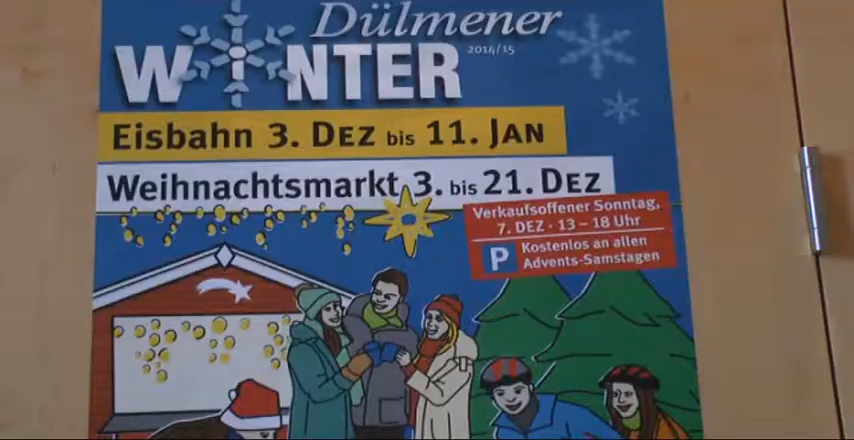 Dülmener
WINTER 2014/15
Eisbahn 3. DEZ bis 11. JAN
Weihnachtsmarkt 3. bis 21. DEZ
Verkaufsoffener Sonntag,
7. DEZ · 13 – 18 Uhr
P Kostenlos an allen
Advents-Samstagen